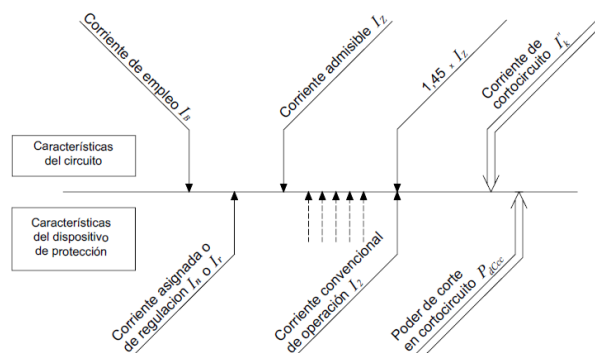 Corriente de empleo I_B
Corriente admisible I_Z
1,45 x I_Z
Corriente de
cortocircuito I''_k
Características
del circuito
Características
del dispositivo
de protección
Corriente asignada o
de regulacion I_n o I_r
Corriente convencional
de operación I_2
Poder de corte
en cortocircuito P_dCcc